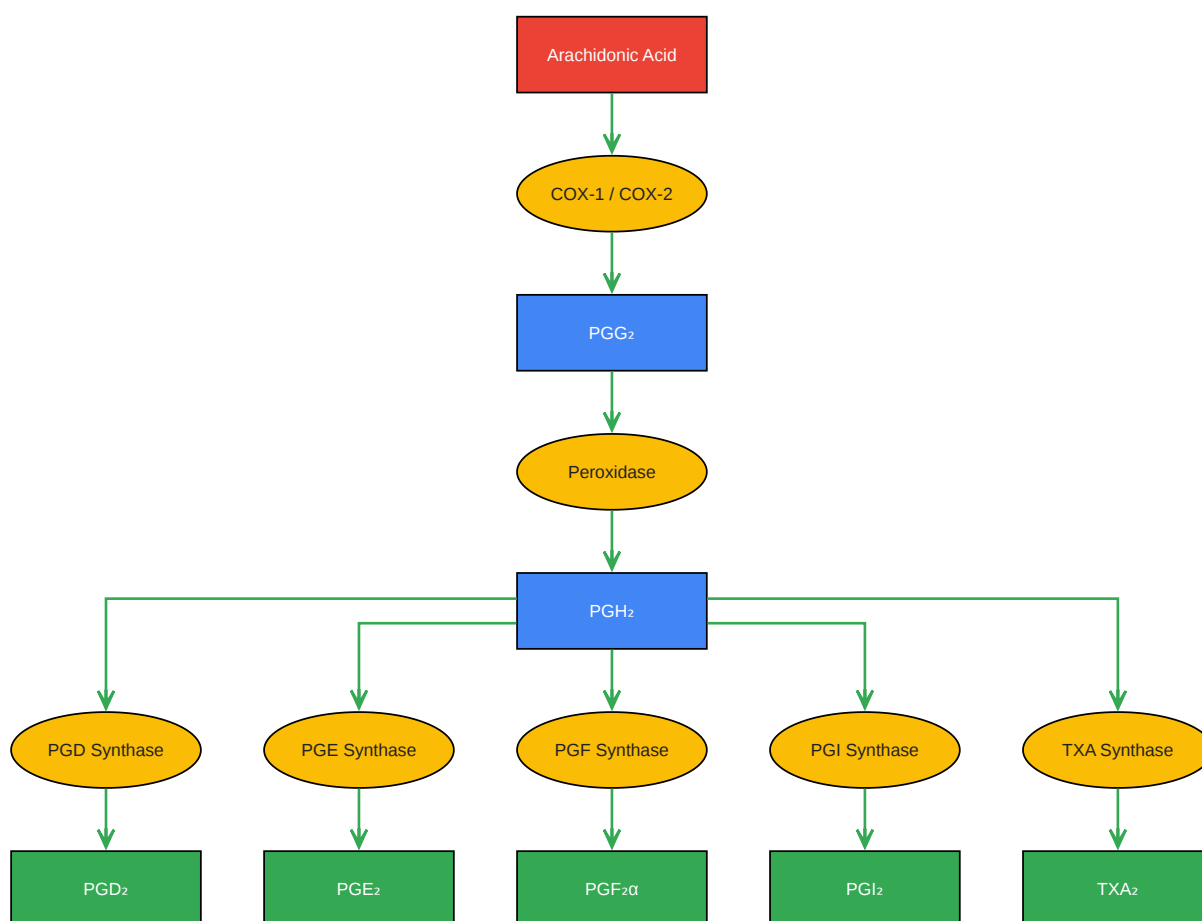 Arachidonic Acid
COX-1 / COX-2
PGG₂
Peroxidase
PGH₂
PGD Synthase
PGE Synthase
PGF Synthase
PGI Synthase
TXA Synthase
PGD₂
PGE₂
PGF₂α
PGI₂
TXA₂